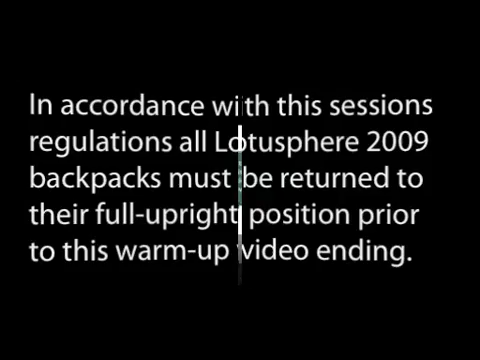 In accordance with this sessions
regulations all Lotusphere 2009
backpacks must be returned to
their full-upright position prior
to this warm-up video ending.